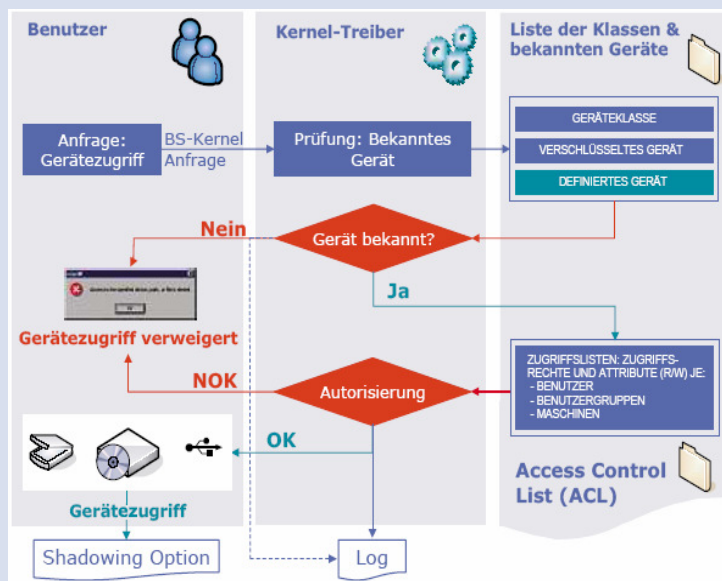 Benutzer
Kernel-Treiber
Liste der Klassen &
bekannten Geräte
Anfrage:
Gerätezugriff
BS-Kernel
Anfrage
Prüfung: Bekanntes
Gerät
GERÄTEKLASSE
VERSCHLÜSSELTES GERÄT
DEFINIERTES GERÄT
Nein
Gerät bekannt?
Ja
Gerätezugriff verweigert
NOK
Autorisierung
ZUGRIFFSLISTEN: ZUGRIFFS-
RECHTE UND ATTRIBUTE (R/W) JE:
- BENUTZER
- BENUTZERGRUPPEN
- MASCHINEN
OK
Access Control
List (ACL)
Gerätezugriff
Shadowing Option
Log